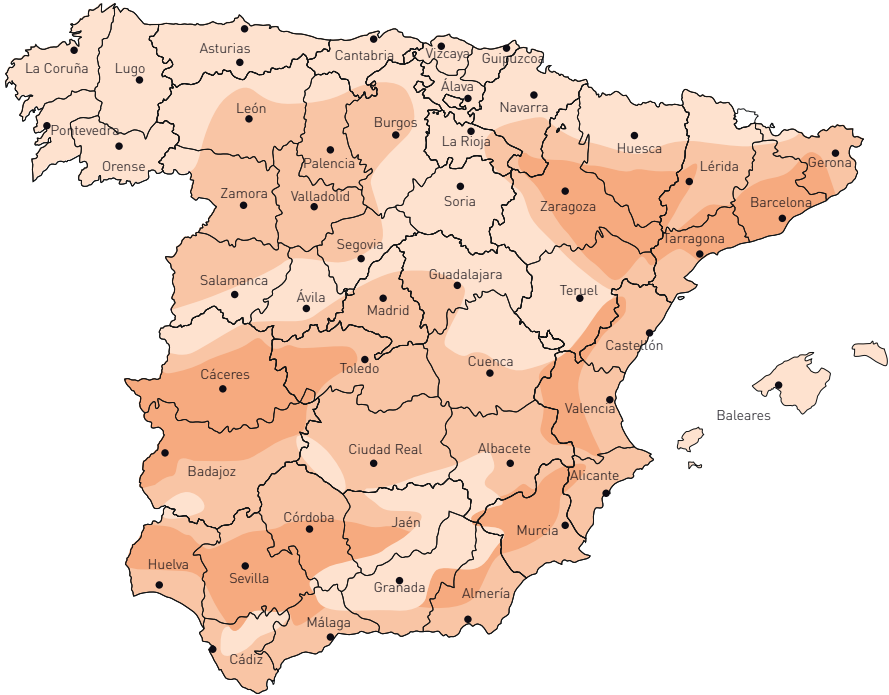 Asturias
Cantabria
Vizcaya
Guipúzcoa
La Coruña
Lugo
Álava
Navarra
León
Burgos
Pontevedra
La Rioja
Huesca
Orense
Palencia
Lérida
Gerona
Zamora
Valladolid
Soria
Zaragoza
Barcelona
Segovia
Tarragona
Salamanca
Guadalajara
Ávila
Madrid
Teruel
Castellón
Cáceres
Toledo
Cuenca
Valencia
Baleares
Badajoz
Ciudad Real
Albacete
Alicante
Córdoba
Jaén
Murcia
Huelva
Sevilla
Granada
Almería
Málaga
Cádiz